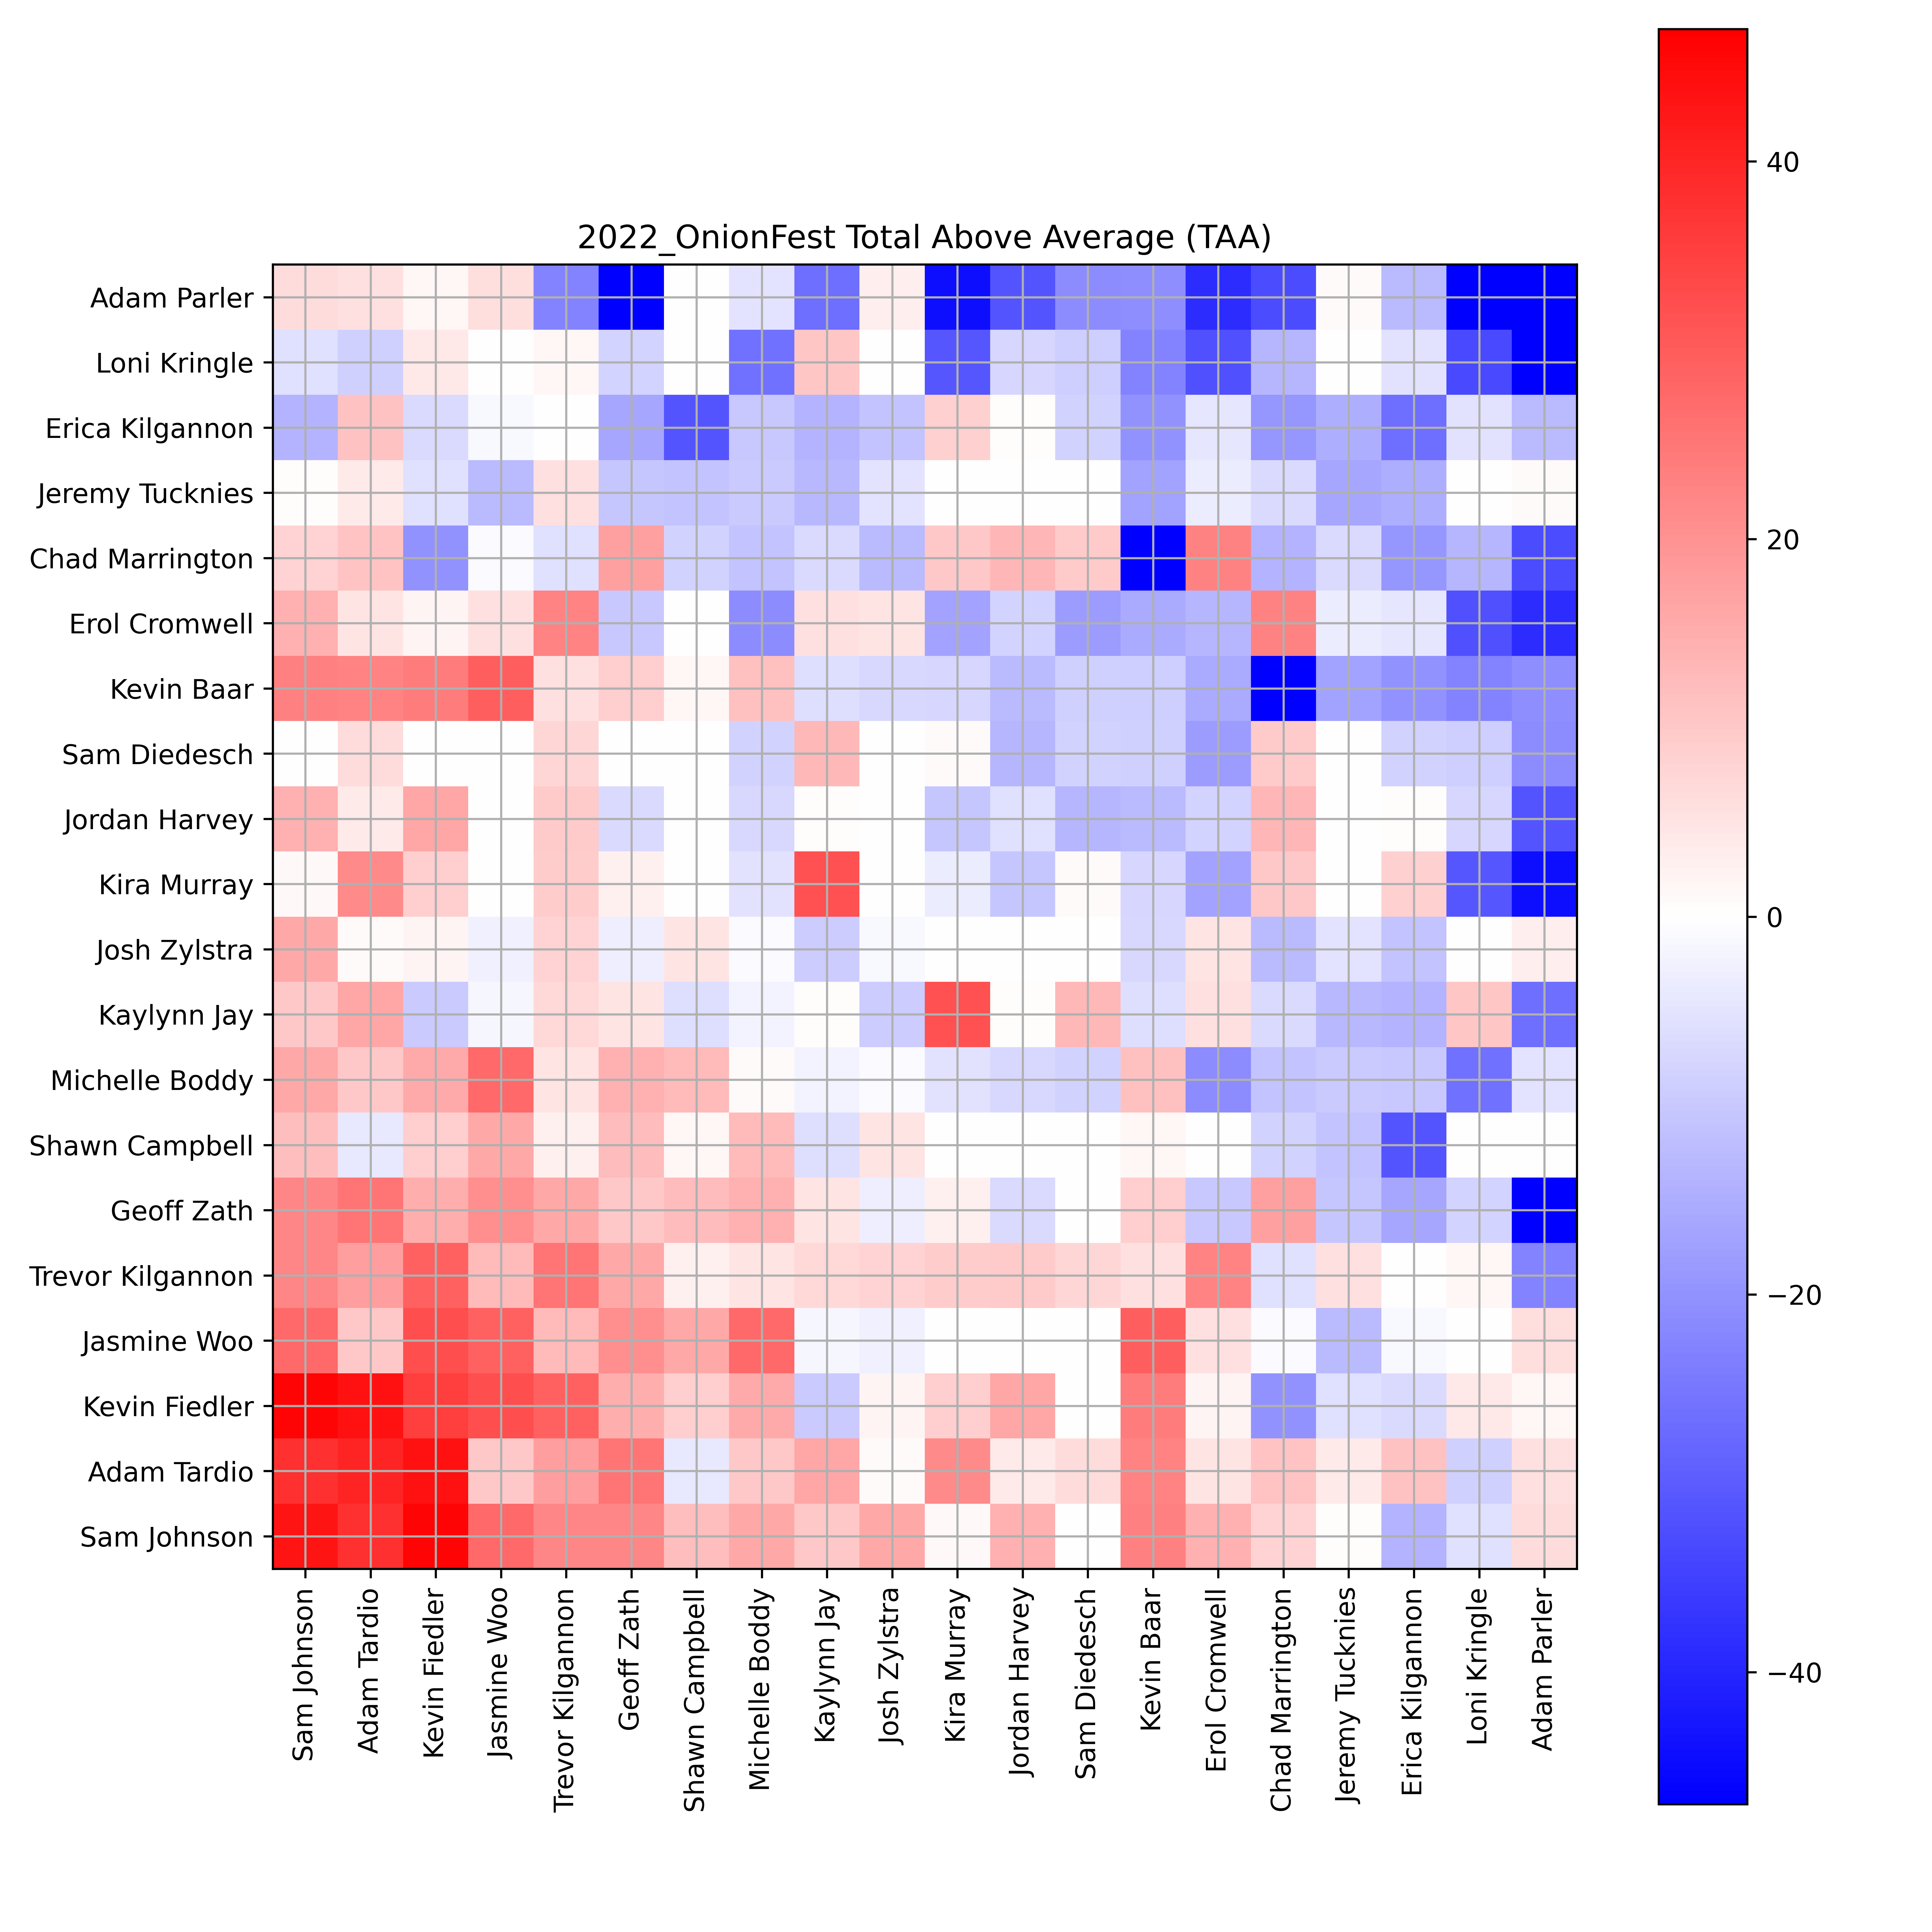 2022_OnionFest Total Above Average (TAA)
Adam Parler
Loni Kringle
Erica Kilgannon
Jeremy Tucknies
Chad Marrington
Erol Cromwell
Kevin Baar
Sam Diedesch
Jordan Harvey
Kira Murray
Josh Zylstra
Kaylynn Jay
Michelle Boddy
Shawn Campbell
Geoff Zath
Trevor Kilgannon
Jasmine Woo
Kevin Fiedler
Adam Tardio
Sam Johnson
Sam Johnson
Adam Tardio
Kevin Fiedler
Jasmine Woo
Trevor Kilgannon
Geoff Zath
Shawn Campbell
Michelle Boddy
Kaylynn Jay
Josh Zylstra
Kira Murray
Jordan Harvey
Sam Diedesch
Kevin Baar
Erol Cromwell
Chad Marrington
Jeremy Tucknies
Erica Kilgannon
Loni Kringle
Adam Parler
40
20
0
−20
−40